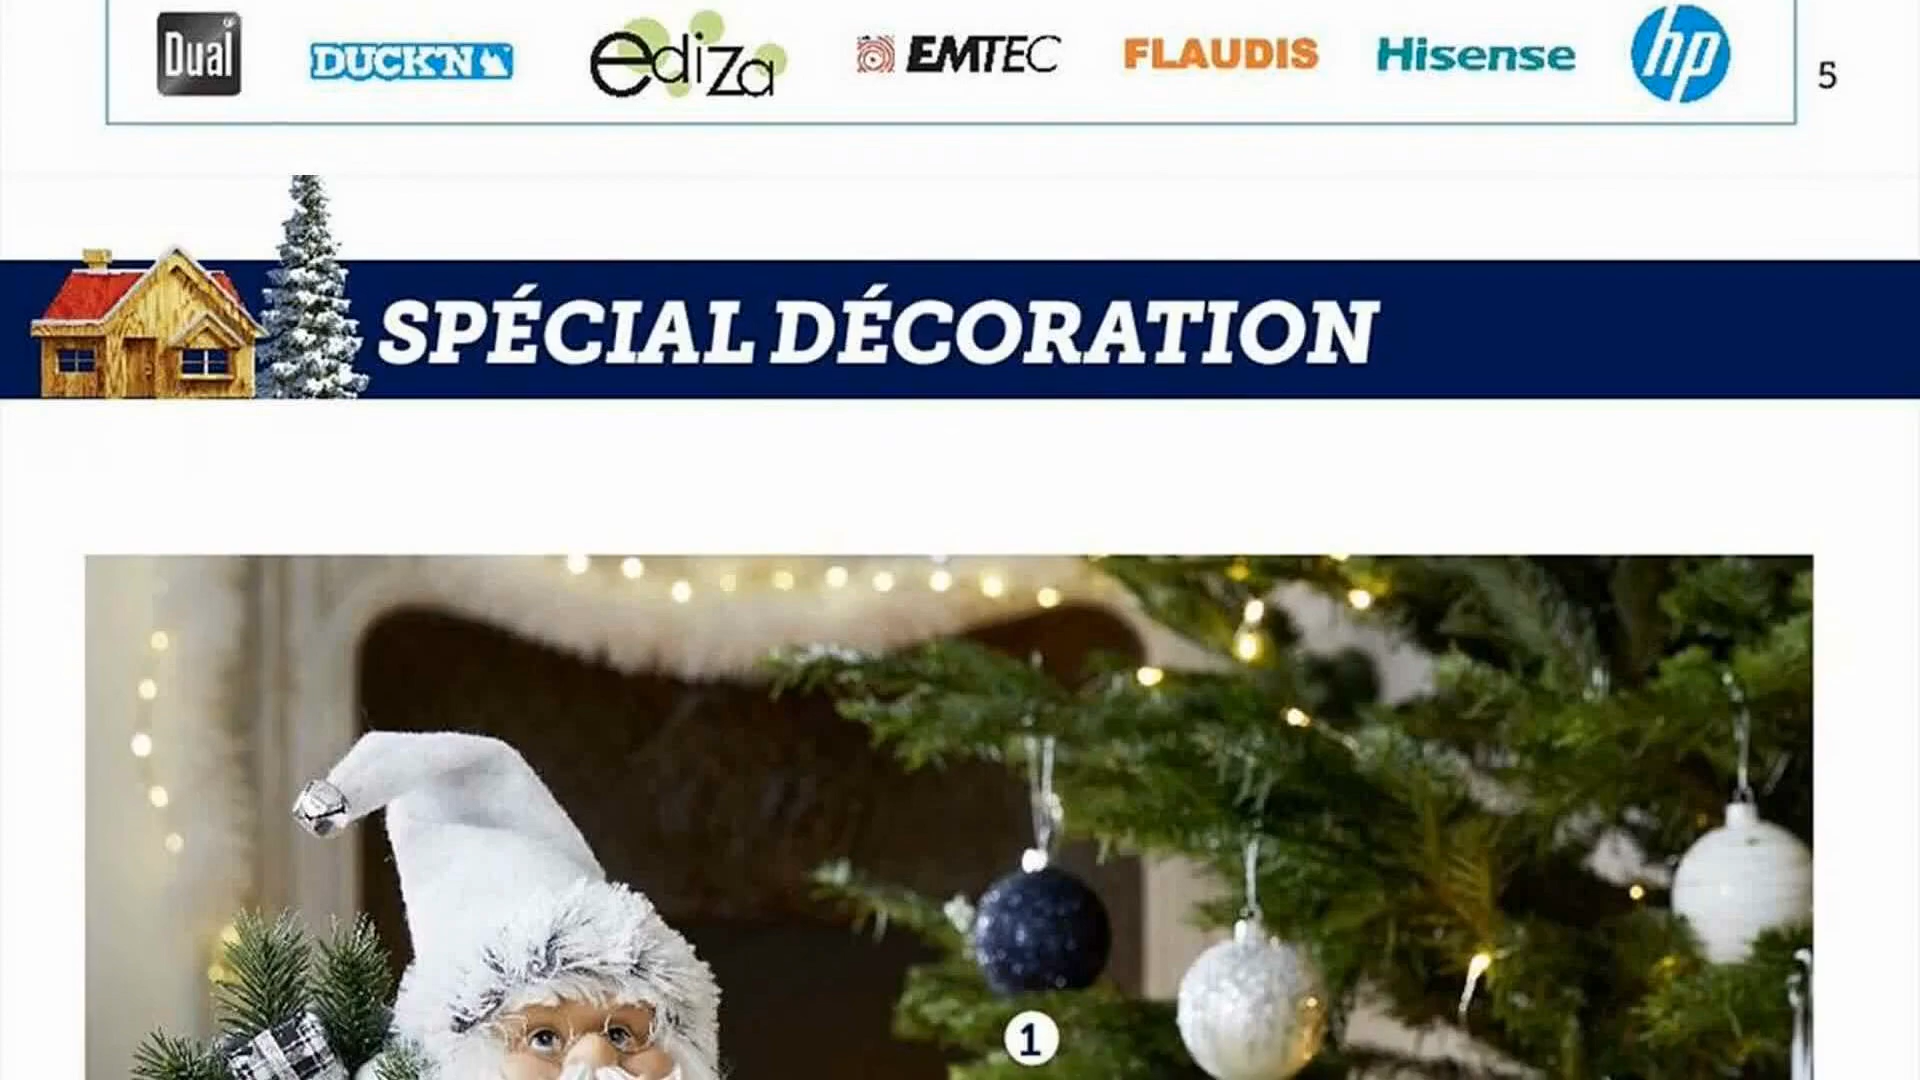 Dual DUCK'N ediza EMTEC FLAUDIS Hisense hp 5
SPÉCIAL DÉCORATION
1